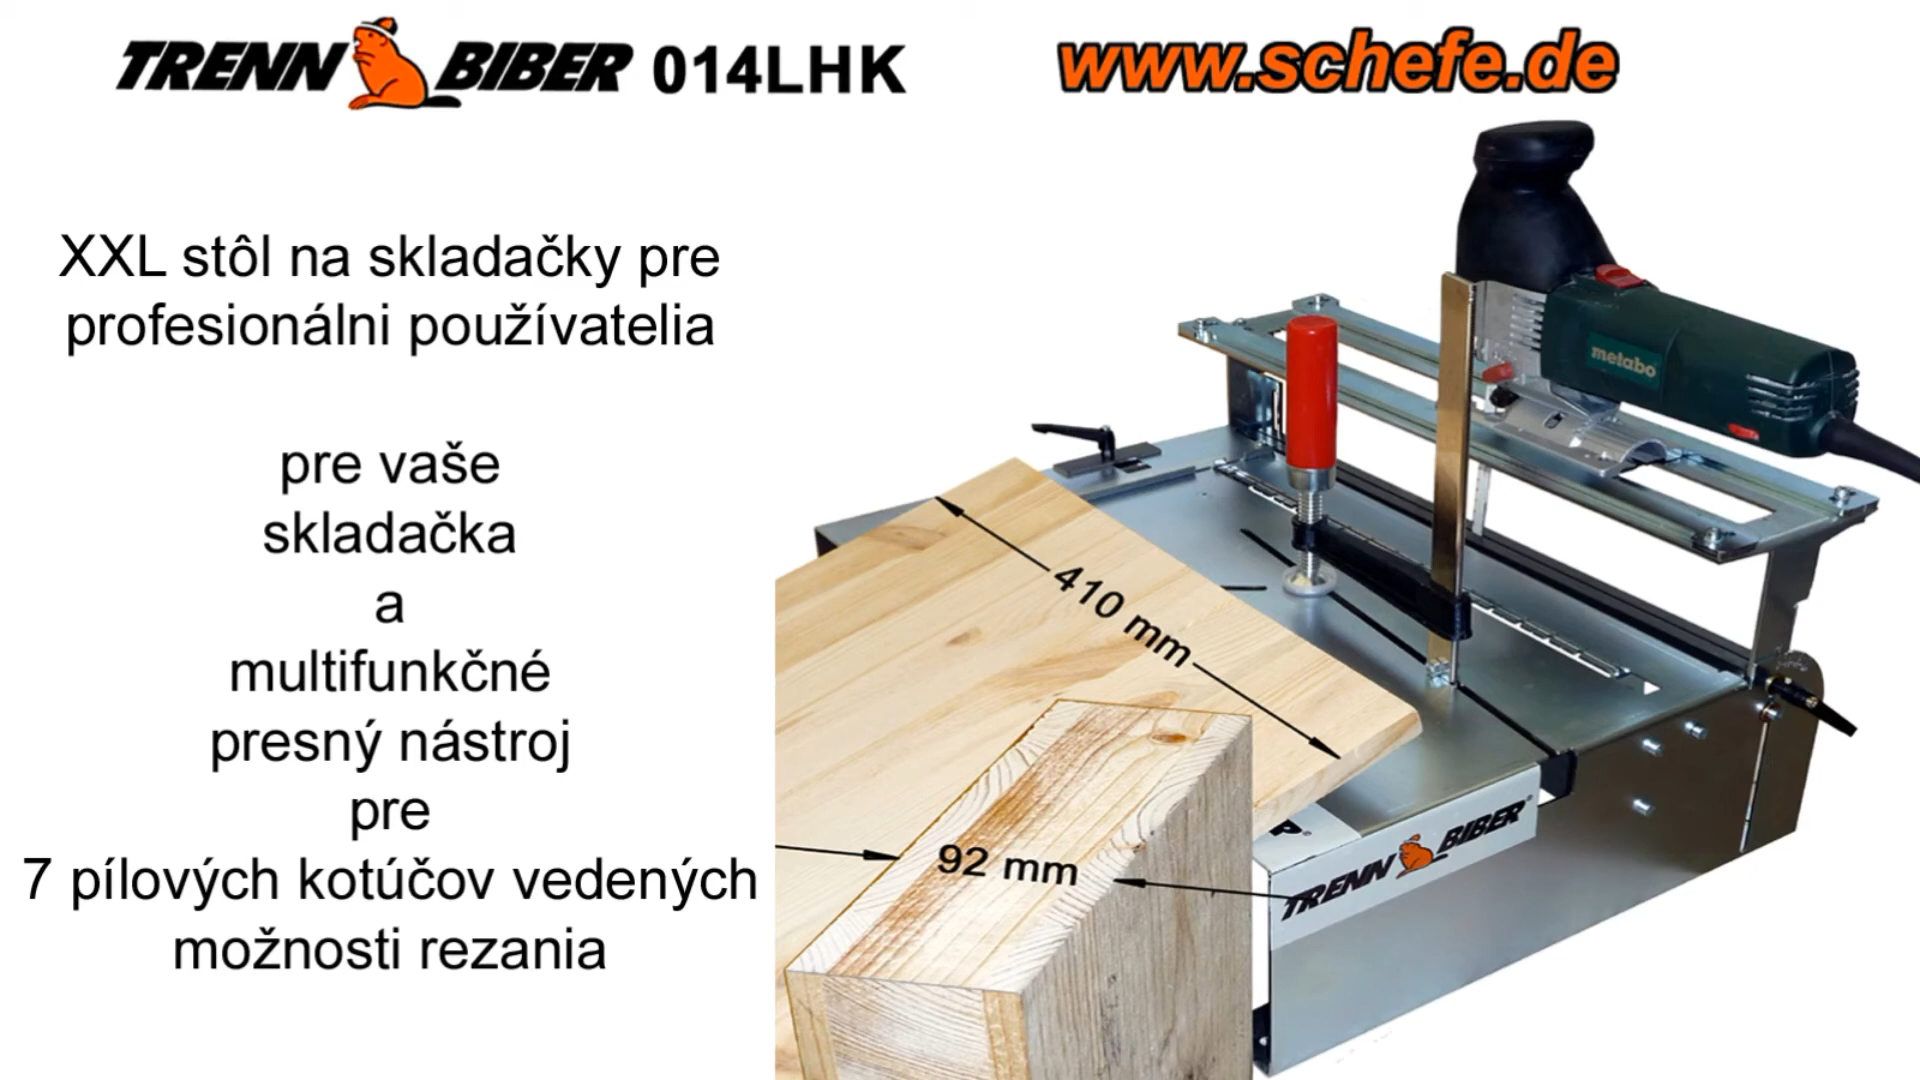 TRENN BIBER 014LHK
www.schefe.de
XXL stôl na skladačky pre
profesionálni používatelia
pre vaše
skladačka
a
multifunkčné
presný nástroj
pre
7 pílových kotúčov vedených
možnosti rezania
metabo
410 mm
92 mm
TRENN BIBER